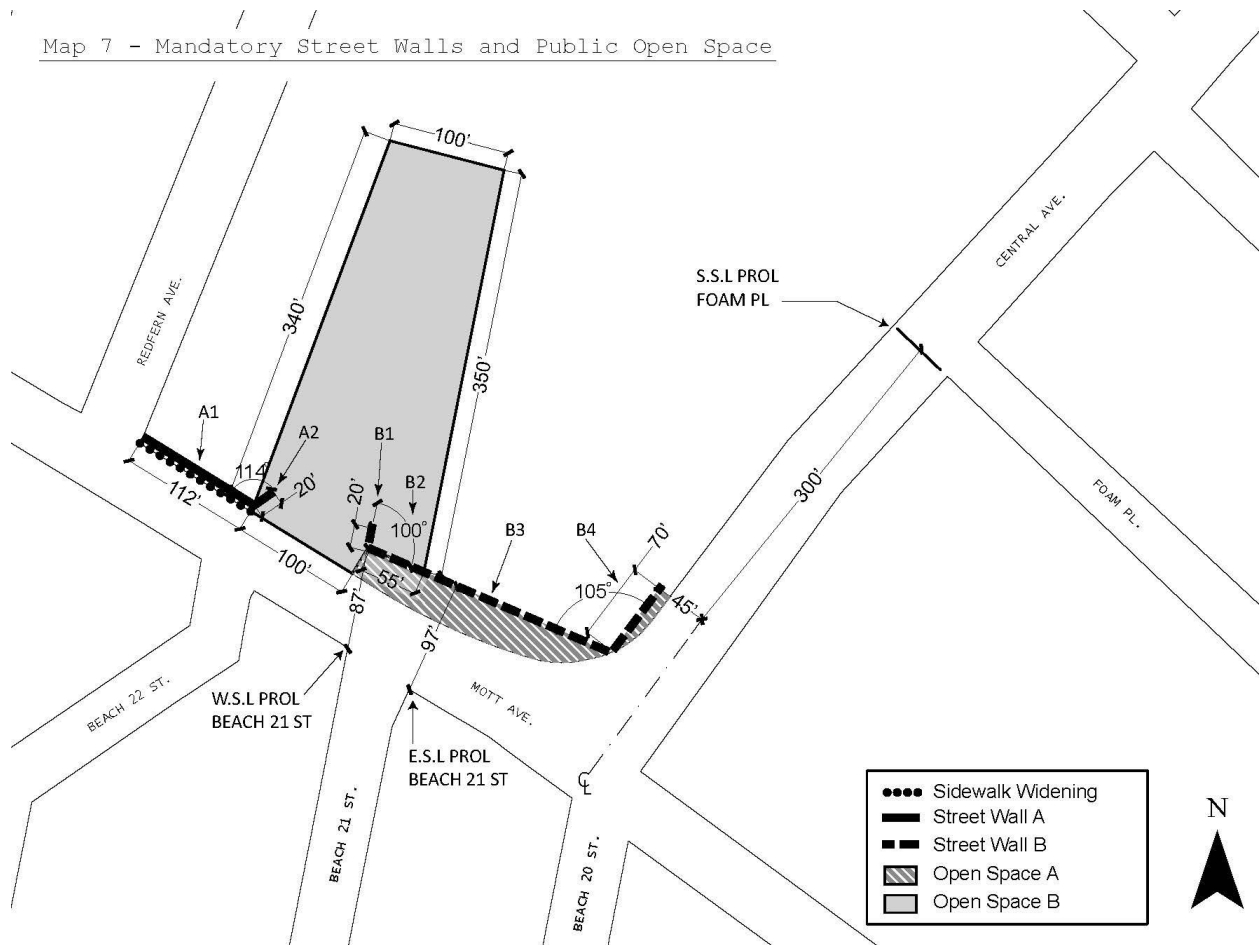 Map 7 - Mandatory Street Walls and Public Open Space
100'
REDFERN AVE.
340'
350'
CENTRAL AVE.
S.S.L PROL
FOAM PL
300'
FOAM PL.
A1
A2
B1
B2
B3
B4
114°
20'
20'
100°
112'
100'
55'
87'
97'
105°
70'
45'
MOTT AVE.
W.S.L PROL
BEACH 21 ST
E.S.L PROL
BEACH 21 ST
BEACH 22 ST.
BEACH 21 ST.
BEACH 20 ST.
CL
Sidewalk Widening
Street Wall A
Street Wall B
Open Space A
Open Space B
N